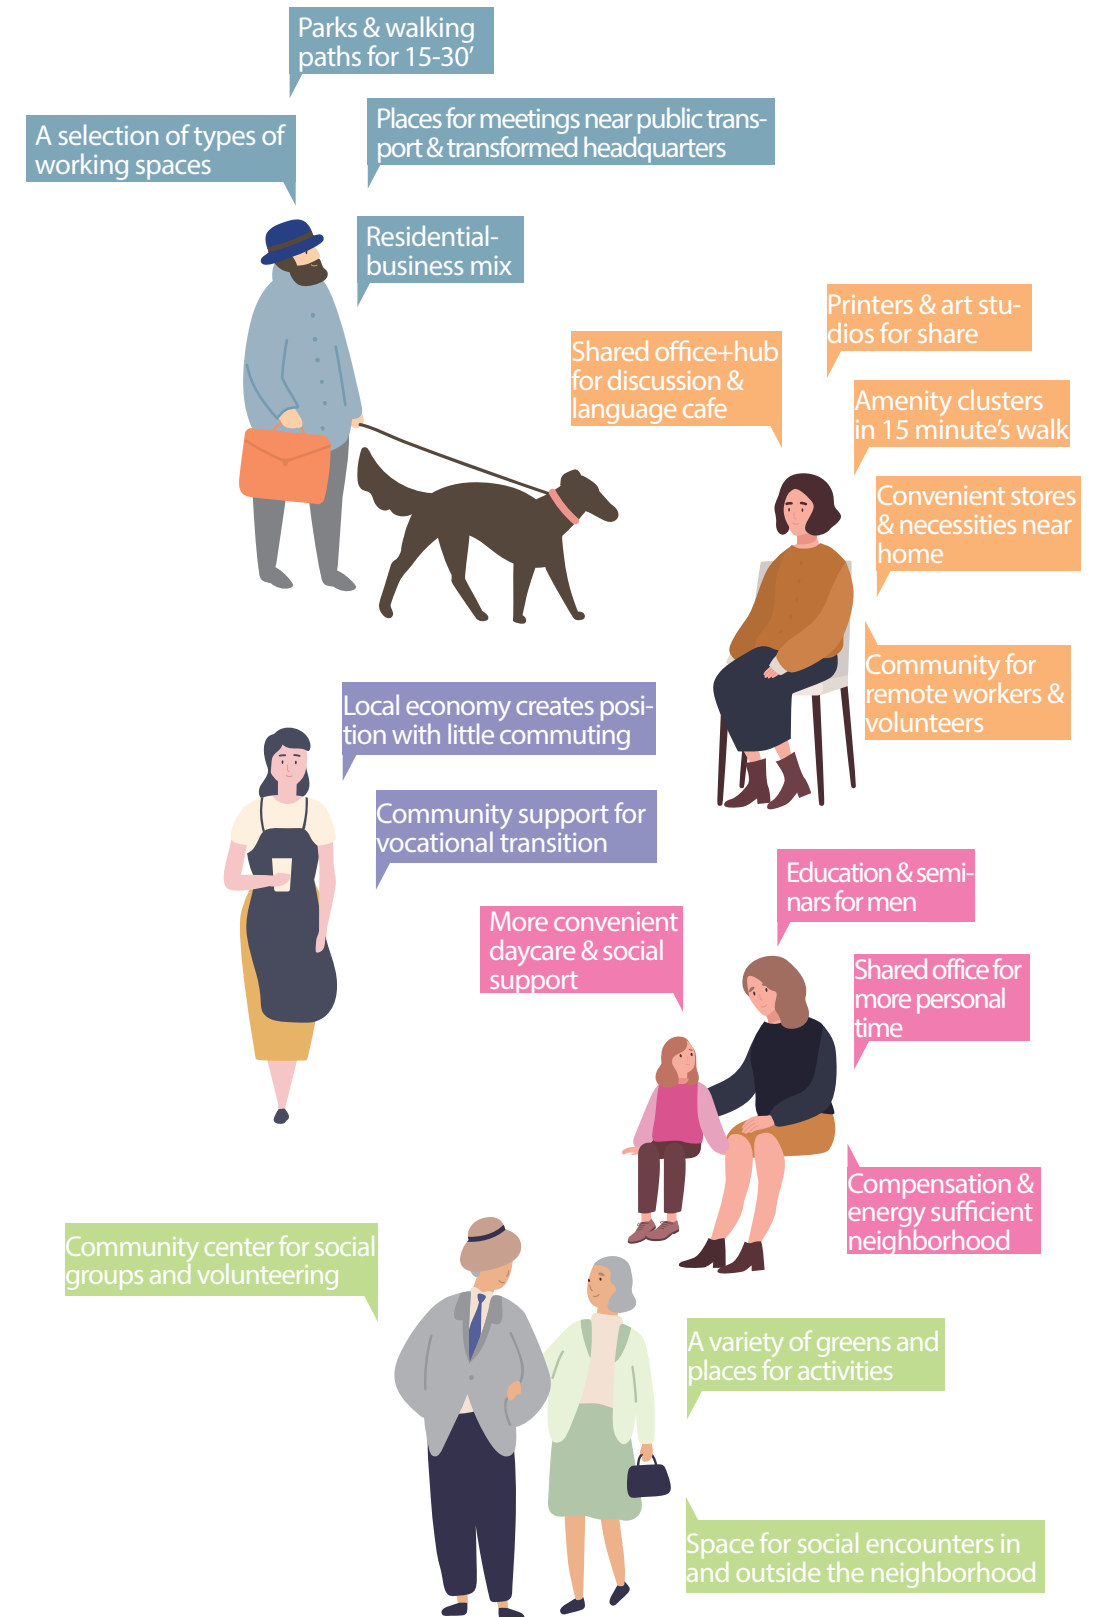 Parks & walking
paths for 15-30’
A selection of types of
working spaces
Places for meetings near public trans-
port & transformed headquarters
Residential-
business mix
Printers & art stu-
dios for share
Shared office+hub
for discussion &
language cafe
Amenity clusters
in 15 minute’s walk
Convenient stores
& necessities near
home
Community for
remote workers &
volunteers
Local economy creates posi-
tion with little commuting
Community support for
vocational transition
Education & semi-
nars for men
More convenient
daycare & social
support
Shared office for
more personal
time
Compensation &
energy sufficient
neighborhood
Community center for social
groups and volunteering
A variety of greens and
places for activities
Space for social encounters in
and outside the neighborhood